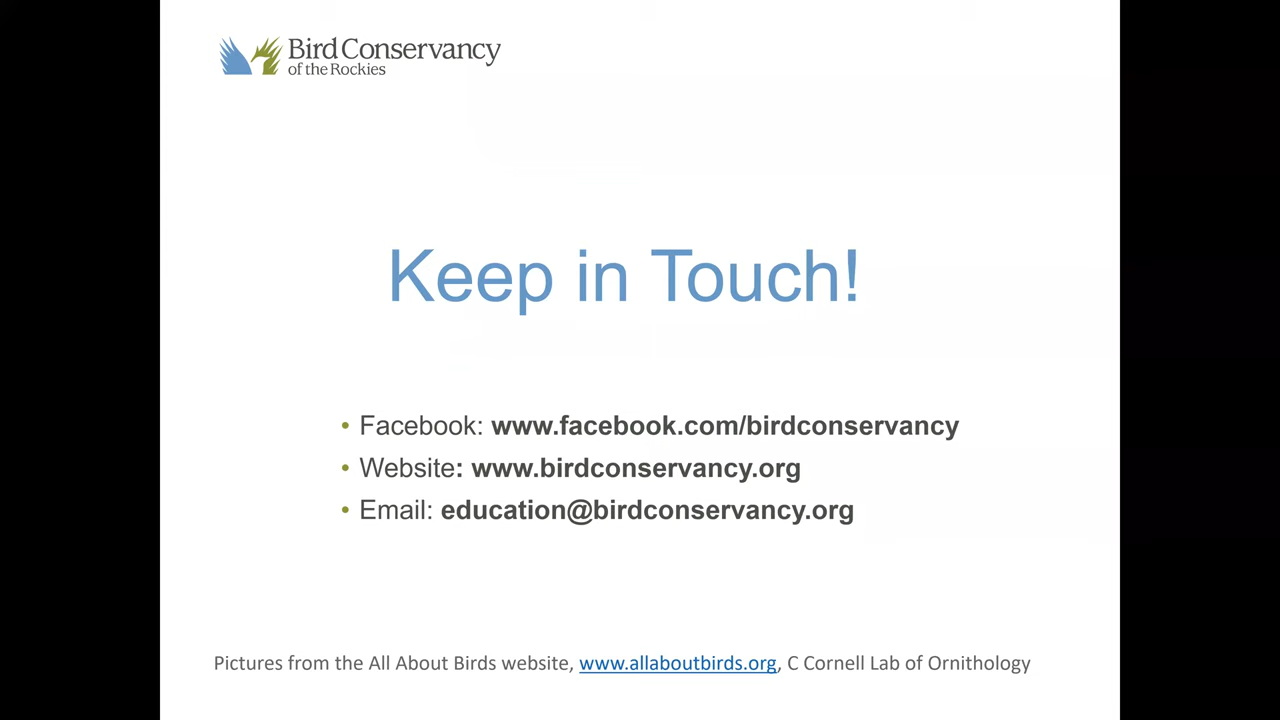 Bird Conservancy
of the Rockies
Keep in Touch!
• Facebook: www.facebook.com/birdconservancy
• Website: www.birdconservancy.org
• Email: education@birdconservancy.org
Pictures from the All About Birds website, www.allaboutbirds.org, C Cornell Lab of Ornithology